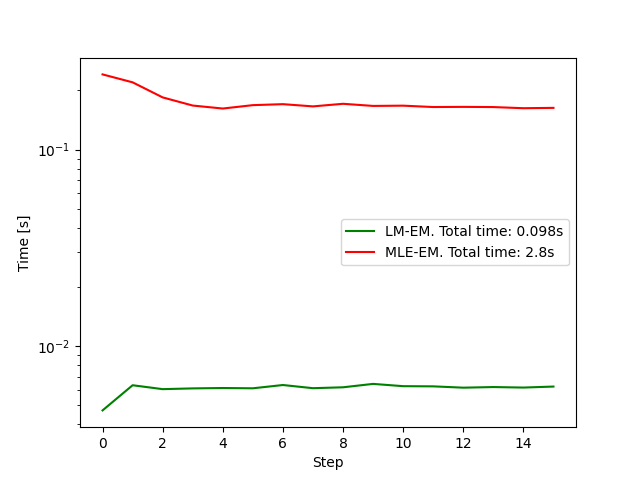 Time [s]
10⁻¹
10⁻²
LM-EM. Total time: 0.098s
MLE-EM. Total time: 2.8s
0 2 4 6 8 10 12 14
Step